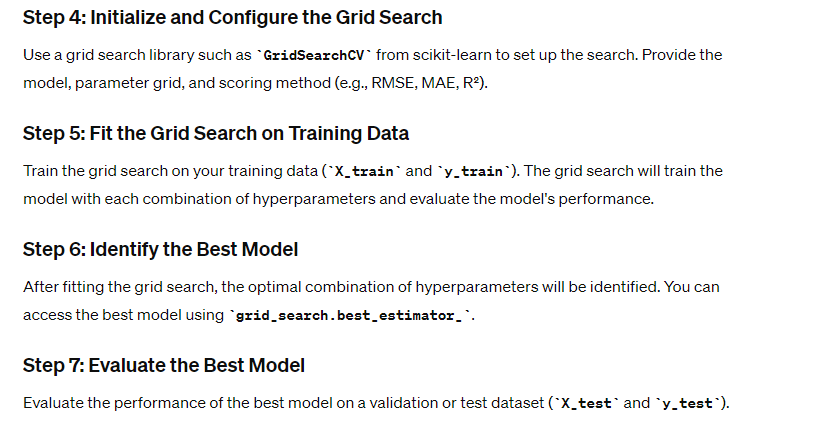 Step 4: Initialize and Configure the Grid Search
Use a grid search library such as `GridSearchCV` from scikit-learn to set up the search. Provide the
model, parameter grid, and scoring method (e.g., RMSE, MAE, R²).
Step 5: Fit the Grid Search on Training Data
Train the grid search on your training data (`X_train` and `y_train`). The grid search will train the
model with each combination of hyperparameters and evaluate the model's performance.
Step 6: Identify the Best Model
After fitting the grid search, the optimal combination of hyperparameters will be identified. You can
access the best model using `grid_search.best_estimator_`.
Step 7: Evaluate the Best Model
Evaluate the performance of the best model on a validation or test dataset (`X_test` and `y_test`).